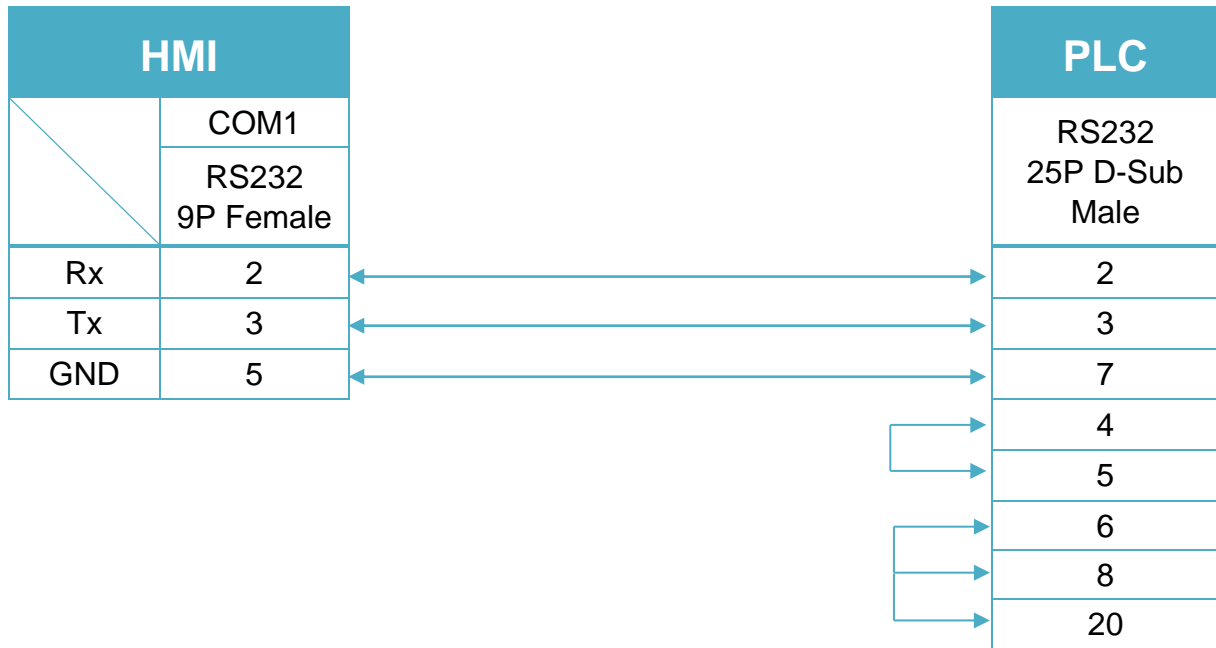 HMI
PLC
COM1
RS232
9P Female
RS232
25P D-Sub
Male
Rx 2 2
Tx 3 3
GND 5 7
4
5
6
8
20